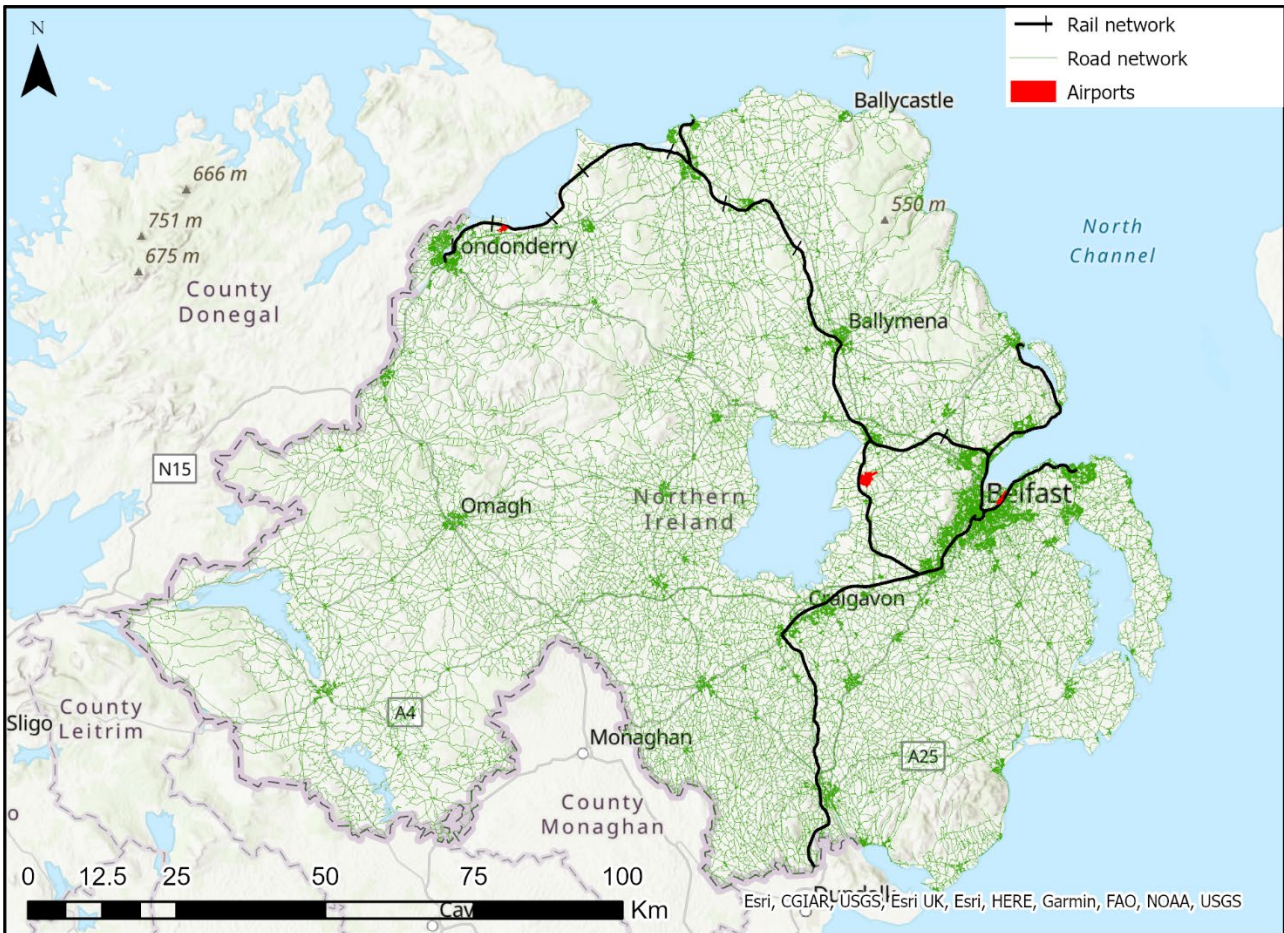 N
Rail network
Road network
Airports
Ballycastle
666 m
751 m
675 m
550 m
North
Channel
ondonderry
County
Donegal
Ballymena
N15
Omagh
Northern
Ireland
Belfast
Craigavon
County
Leitrim
Sligo
A4
Monaghan
A25
County
Monaghan
o
0 12.5 25 50 75 100
Km
Cav
Dundalk
Esri, CGIAR, USGS, Esri UK, Esri, HERE, Garmin, FAO, NOAA, USGS